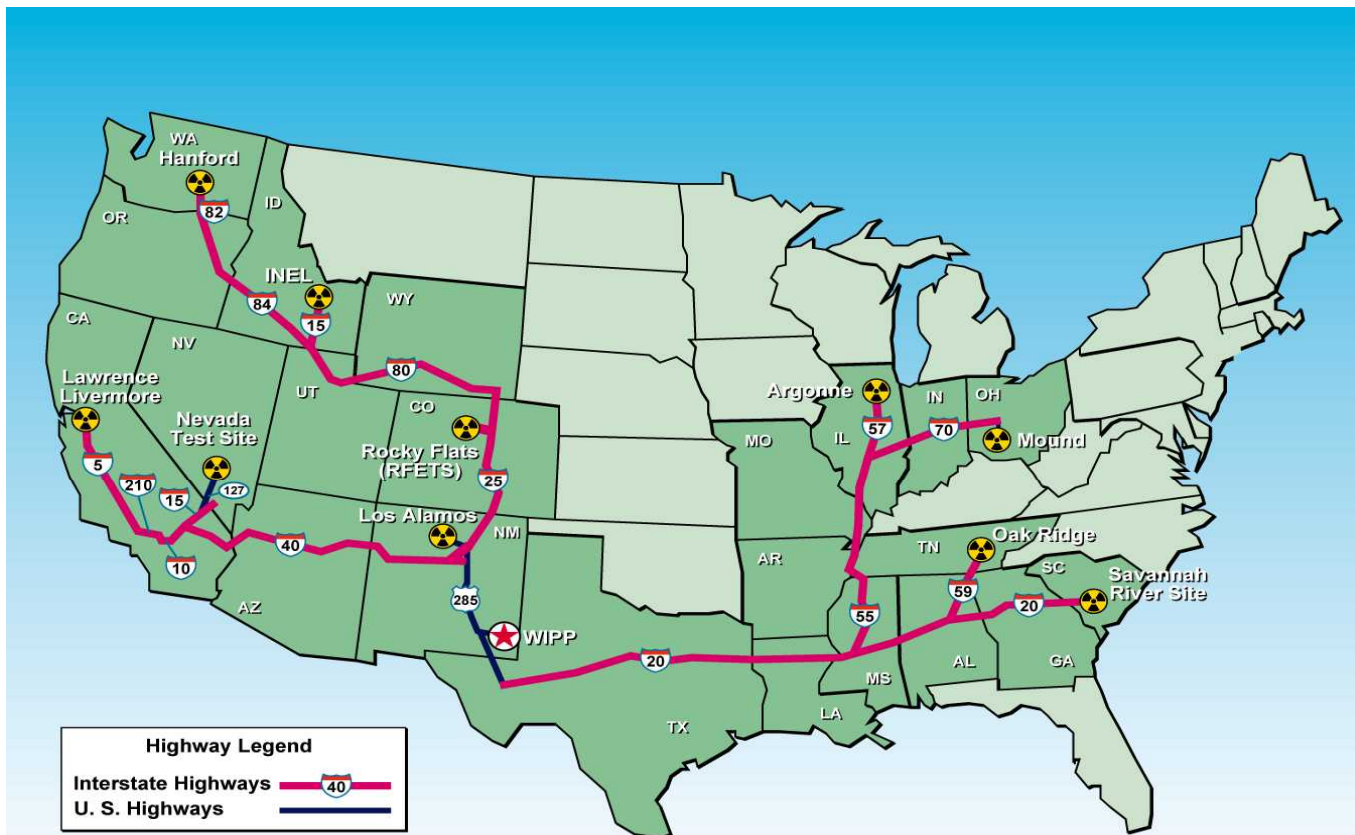 WA
Hanford
82
ID
OR
INEL
WY
84
15
CA
NV
80
UT
Lawrence
Livermore
Nevada
Test Site
CO
Rocky Flats
(RFETS)
25
5
210
15
127
Los Alamos
NM
40
10
AZ
285
WIPP
Argonne
IN
OH
MO
IL
57
70
Mound
TN
Oak Ridge
AR
SC
Savannah
River Site
59
20
55
20
AL
GA
MS
LA
TX
Highway Legend
Interstate Highways
40
U. S. Highways